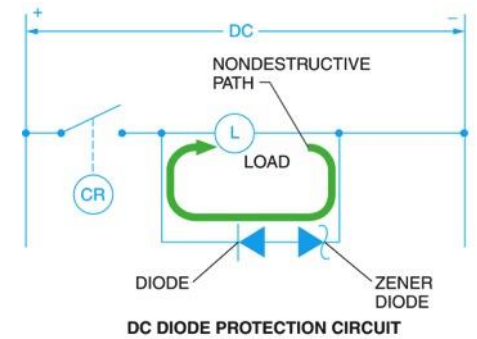 +
–
DC
NONDESTRUCTIVE
PATH
L
LOAD
CR
DIODE
ZENER
DIODE
DC DIODE PROTECTION CIRCUIT